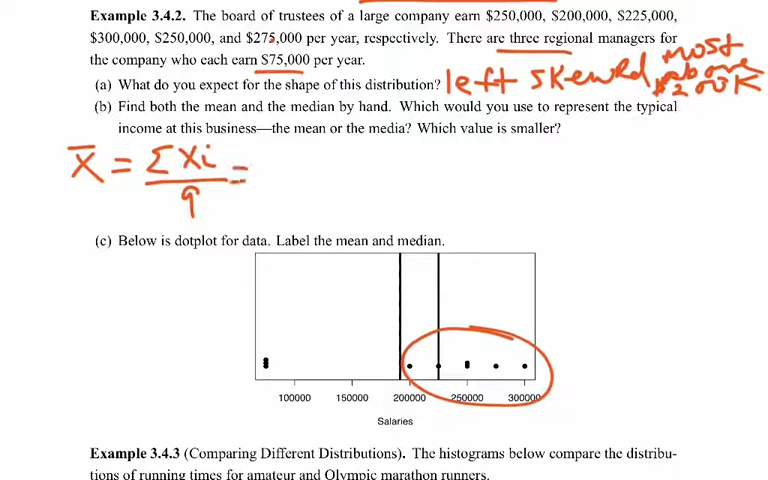 Example 3.4.2. The board of trustees of a large company earn $250,000, $200,000, $225,000,
$300,000, $250,000, and $275,000 per year, respectively. There are three regional managers for
the company who each earn $75,000 per year.
(a) What do you expect for the shape of this distribution? left skewed most
above
$200K
(b) Find both the mean and the median by hand. Which would you use to represent the typical
income at this business—the mean or the media? Which value is smaller?
x̄ = Σxi / 9 =
(c) Below is dotplot for data. Label the mean and median.
100000 150000 200000 250000 300000
Salaries
Example 3.4.3 (Comparing Different Distributions). The histograms below compare the distribu-
tions of running times for amateur and Olympic marathon runners.